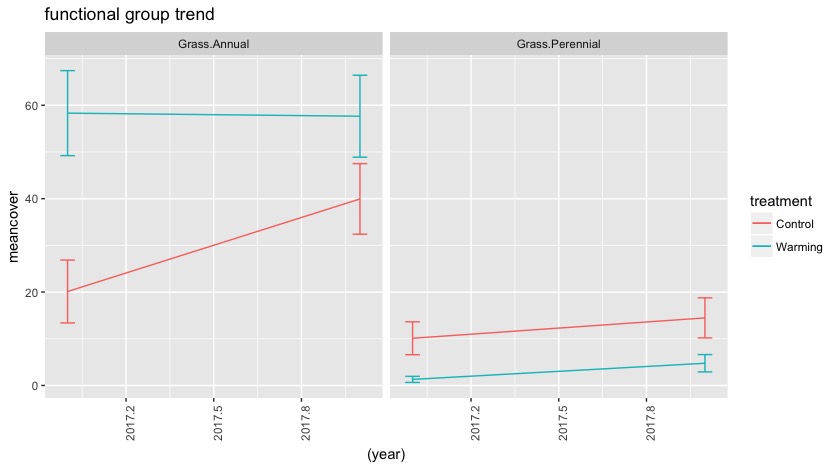 functional group trend
Grass.Annual
Grass.Perennial
meancover
60
40
20
0
2017.2
2017.5
2017.8
2017.2
2017.5
2017.8
(year)
treatment
Control
Warming